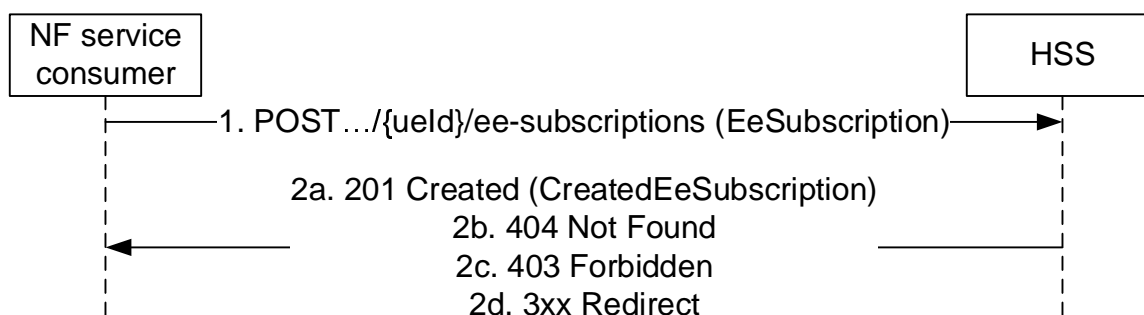 NF service
consumer
HSS
1. POST…/{ueId}/ee-subscriptions (EeSubscription)
2a. 201 Created (CreatedEeSubscription)
2b. 404 Not Found
2c. 403 Forbidden
2d. 3xx Redirect